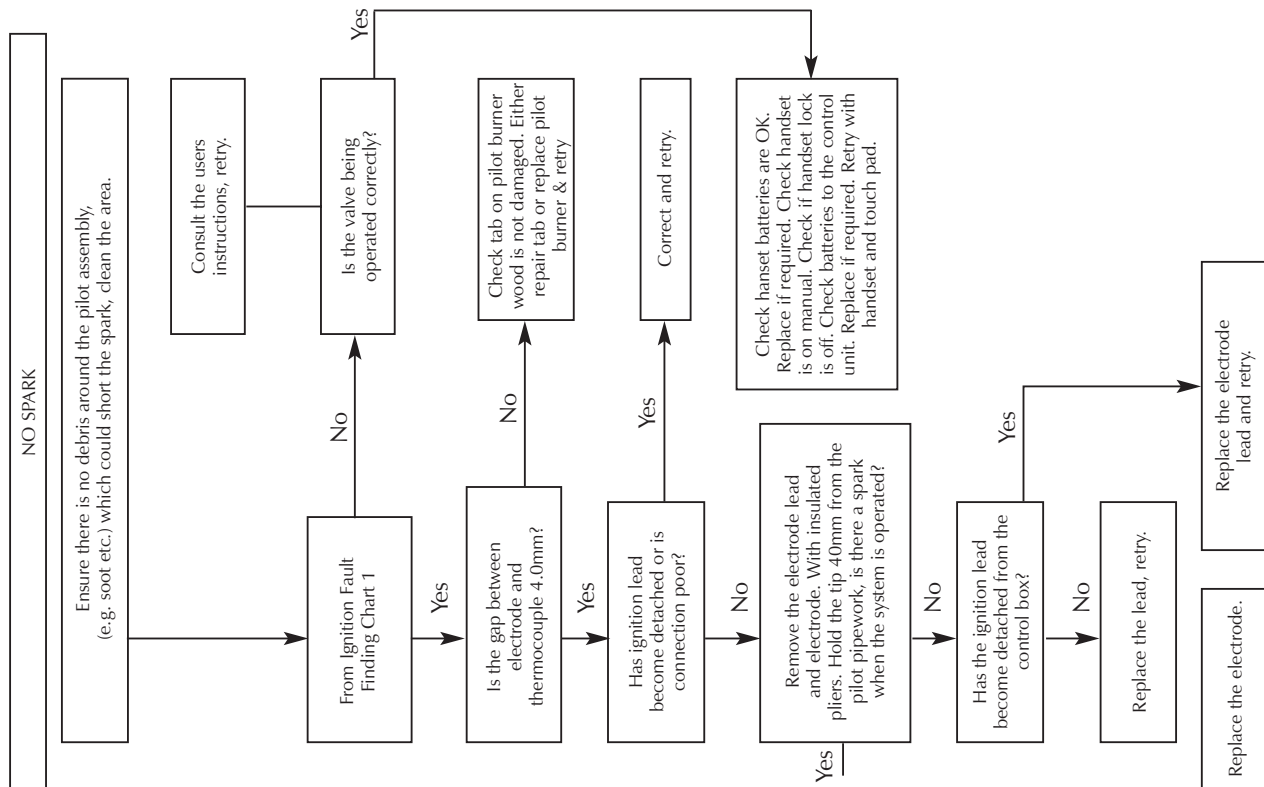 NO SPARK
Ensure there is no debris around the pilot assembly,
(e.g. soot etc.) which could short the spark, clean the area.
Consult the users
instructions, retry.
From Ignition Fault
Finding Chart 1
No
Is the valve being
operated correctly?
Yes
Yes
Is the gap between
electrode and
thermocouple 4.0mm?
No
Check tab on pilot burner
wood is not damaged. Either
repair tab or replace pilot
burner & retry
Yes
Has ignition lead
become detached or is
connection poor?
Yes
Correct and retry.
No
Remove the electrode lead
and electrode. With insulated
pliers. Hold the tip 40mm from the
pilot pipework, is there a spark
when the system is operated?
Check hanset batteries are OK.
Replace if required. Check handset
is on manual. Check if handset lock
is off. Check batteries to the control
unit. Replace if required. Retry with
handset and touch pad.
Yes
No
Has the ignition lead
become detached from the
control box?
Yes
No
Replace the lead, retry.
Replace the electrode.
Replace the electrode
lead and retry.